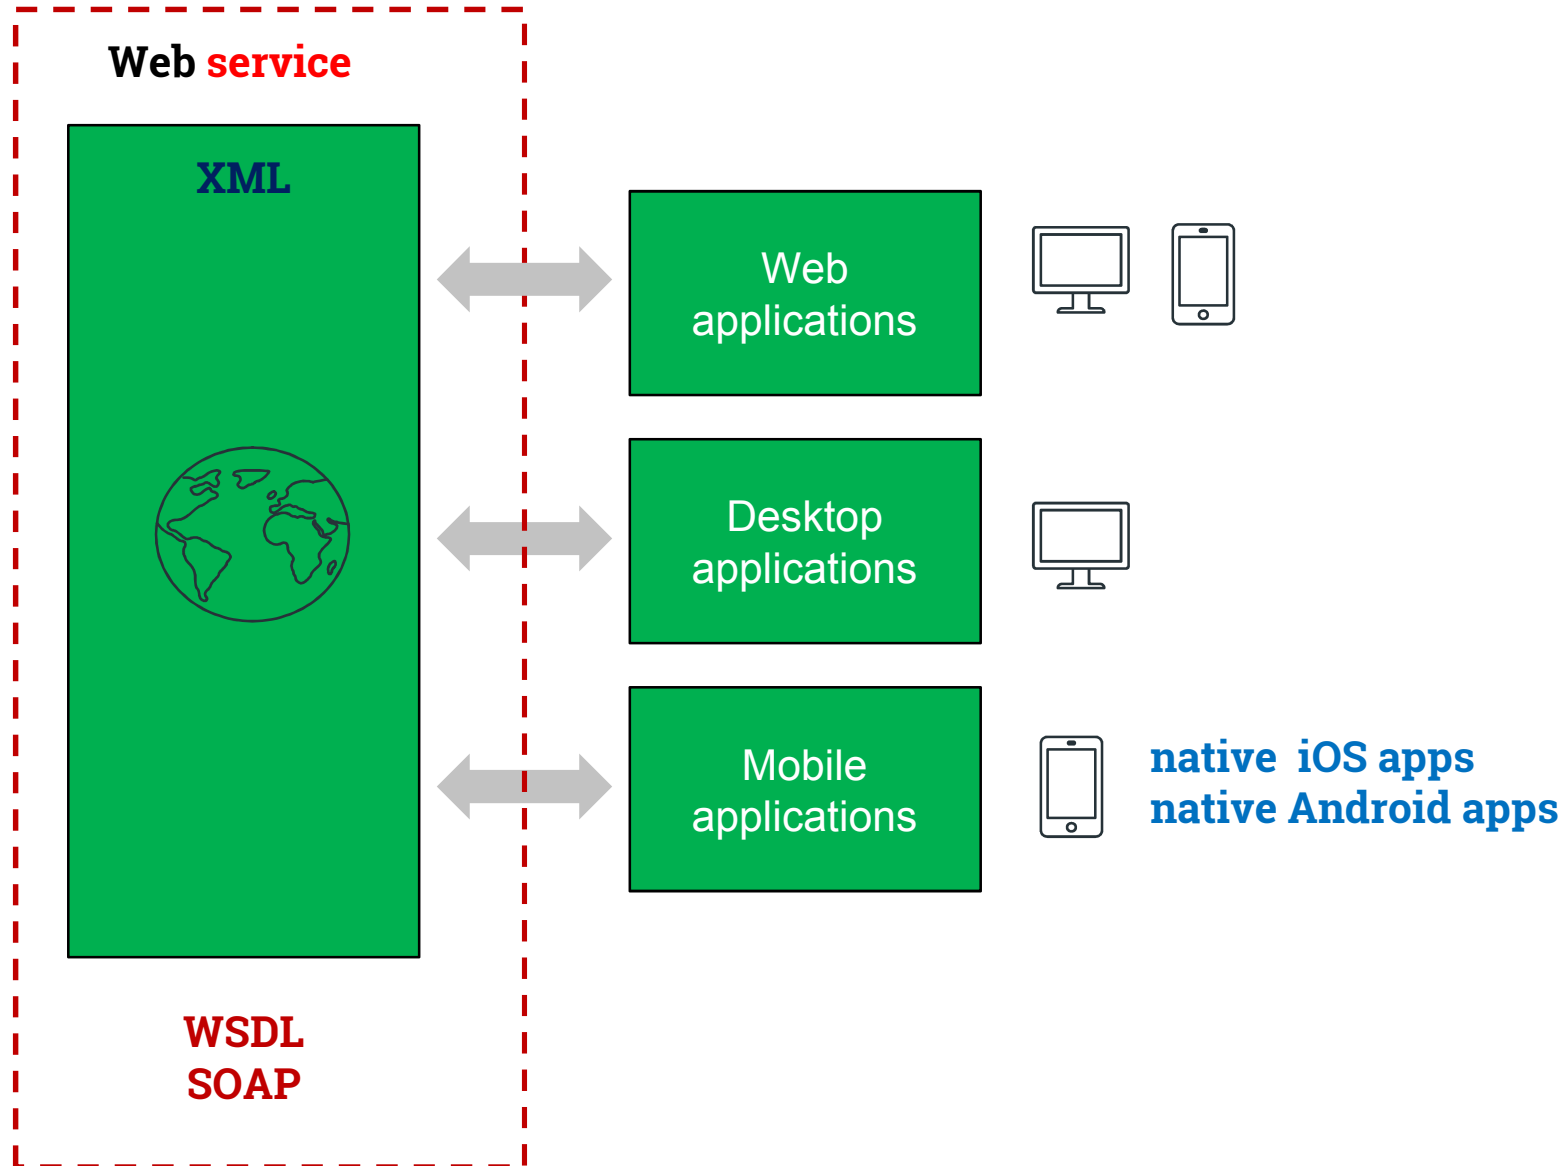 Web service
XML
Web
applications
Desktop
applications
Mobile
applications
native  iOS apps
native Android apps
WSDL
SOAP